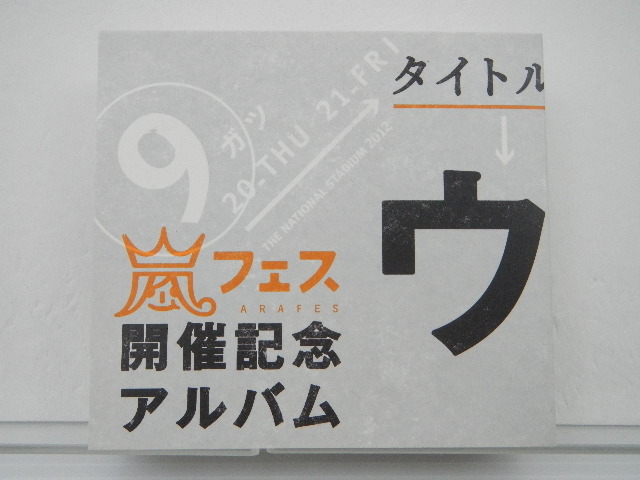 タイトル
ウ
9
ガツ
20-THU 21-FRI
THE NATIONAL STADIUM 2012
嵐フェス
ARAFES
開催記念
アルバム